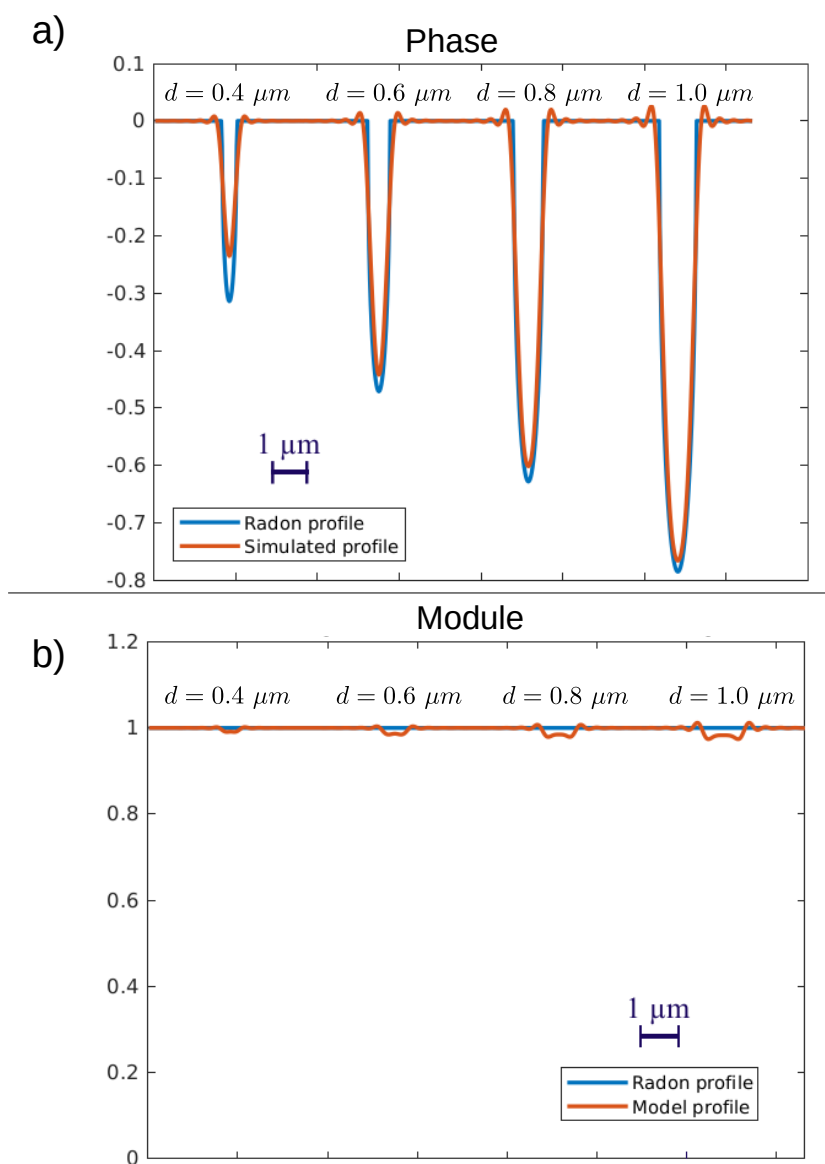 a)
Phase
0.1
d = 0.4 μm d = 0.6 μm d = 0.8 μm d = 1.0 μm
0
-0.1
-0.2
-0.3
-0.4
-0.5
1 μm
-0.6
Radon profile
-0.7
Simulated profile
-0.8
Module
b)
1.2
d = 0.4 μm d = 0.6 μm d = 0.8 μm d = 1.0 μm
1
0.8
0.6
0.4
1 μm
0.2
Radon profile
Model profile
0